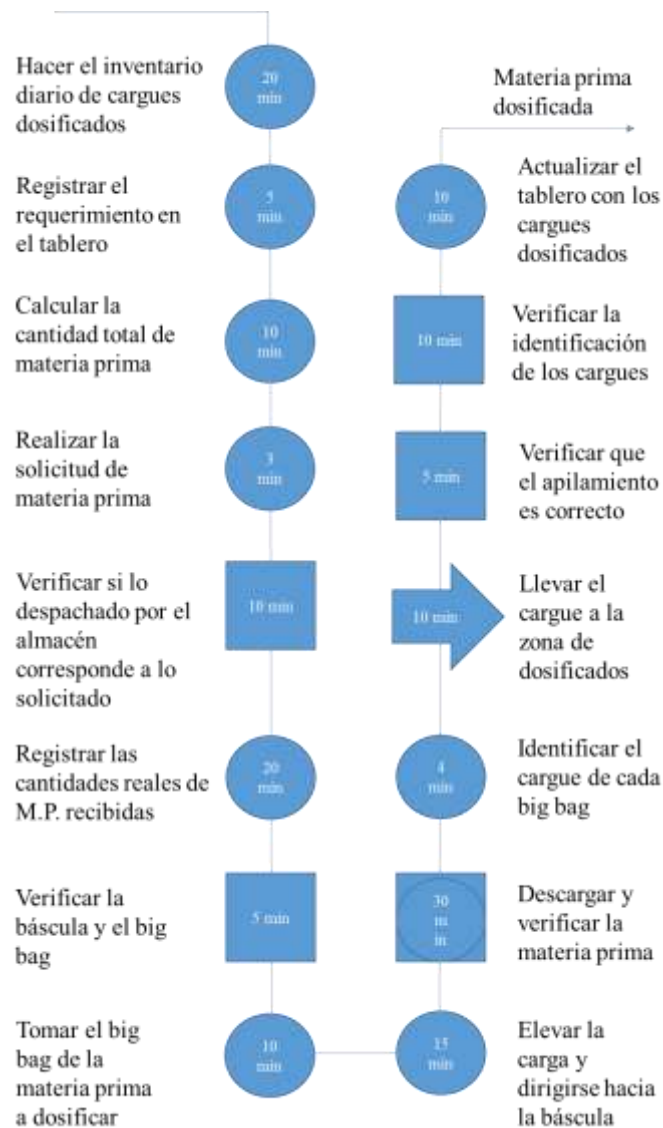 Hacer el inventario
diario de cargues
dosificados
20
min
Registrar el
requerimiento en
el tablero
5
min
Calcular la
cantidad total de
materia prima
10
min
Realizar la
solicitud de
materia prima
3
min
Verificar si lo
despachado por el
almacén
corresponde a lo
solicitado
10 min
Registrar las
cantidades reales de
M.P. recibidas
20
min
Verificar la
báscula y el big
bag
5 min
Tomar el big
bag de la
materia prima
a dosificar
10
min
Materia prima
dosificada
10
min
Actualizar el
tablero con los
cargues
dosificados
10 min
Verificar la
identificación
de los cargues
5 min
Verificar que
el apilamiento
es correcto
10 min
Llevar el
cargue a la
zona de
dosificados
4
min
Identificar el
cargue de cada
big bag
30
m
in
Descargar y
verificar la
materia prima
15
min
Elevar la
carga y
dirigirse hacia
la báscula